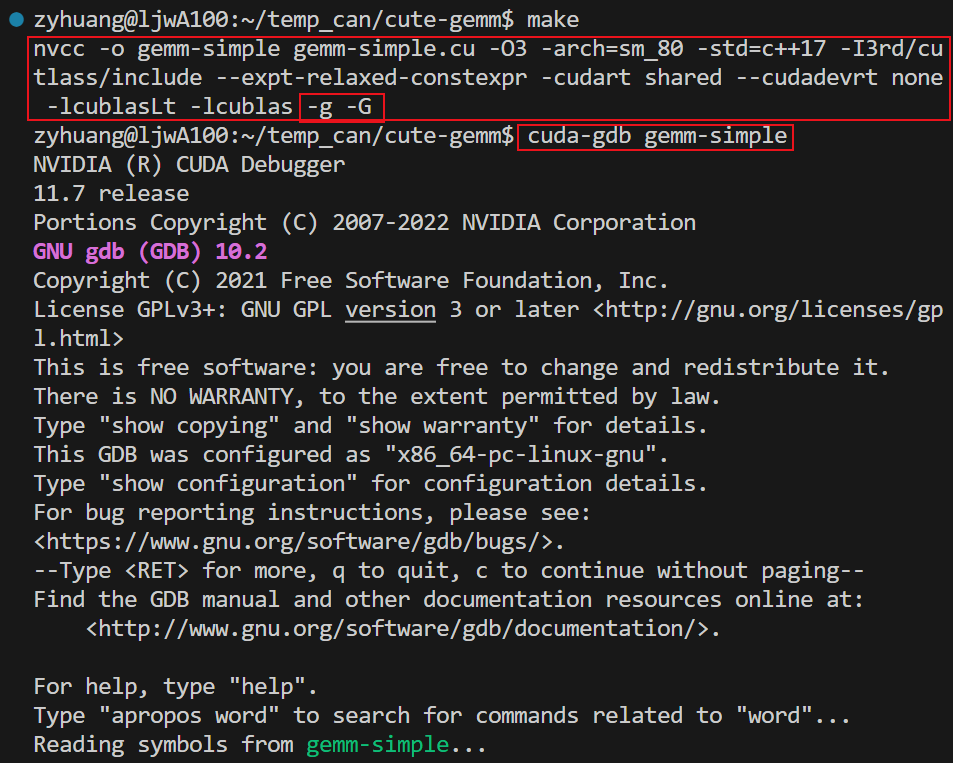 zyhuang@ljwA100:~/temp_can/cute-gemm$ make
nvcc -o gemm-simple gemm-simple.cu -O3 -arch=sm_80 -std=c++17 -I3rd/cu
tlass/include --expt-relaxed-constexpr -cudart shared --cudadevrt none
 -lcublasLt -lcublas -g -G
zyhuang@ljwA100:~/temp_can/cute-gemm$ cuda-gdb gemm-simple
NVIDIA (R) CUDA Debugger
11.7 release
Portions Copyright (C) 2007-2022 NVIDIA Corporation
GNU gdb (GDB) 10.2
Copyright (C) 2021 Free Software Foundation, Inc.
License GPLv3+: GNU GPL version 3 or later <http://gnu.org/licenses/gp
l.html>
This is free software: you are free to change and redistribute it.
There is NO WARRANTY, to the extent permitted by law.
Type "show copying" and "show warranty" for details.
This GDB was configured as "x86_64-pc-linux-gnu".
Type "show configuration" for configuration details.
For bug reporting instructions, please see:
<https://www.gnu.org/software/gdb/bugs/>.
--Type <RET> for more, q to quit, c to continue without paging--
Find the GDB manual and other documentation resources online at:
    <http://www.gnu.org/software/gdb/documentation/>.

For help, type "help".
Type "apropos word" to search for commands related to "word"...
Reading symbols from gemm-simple...